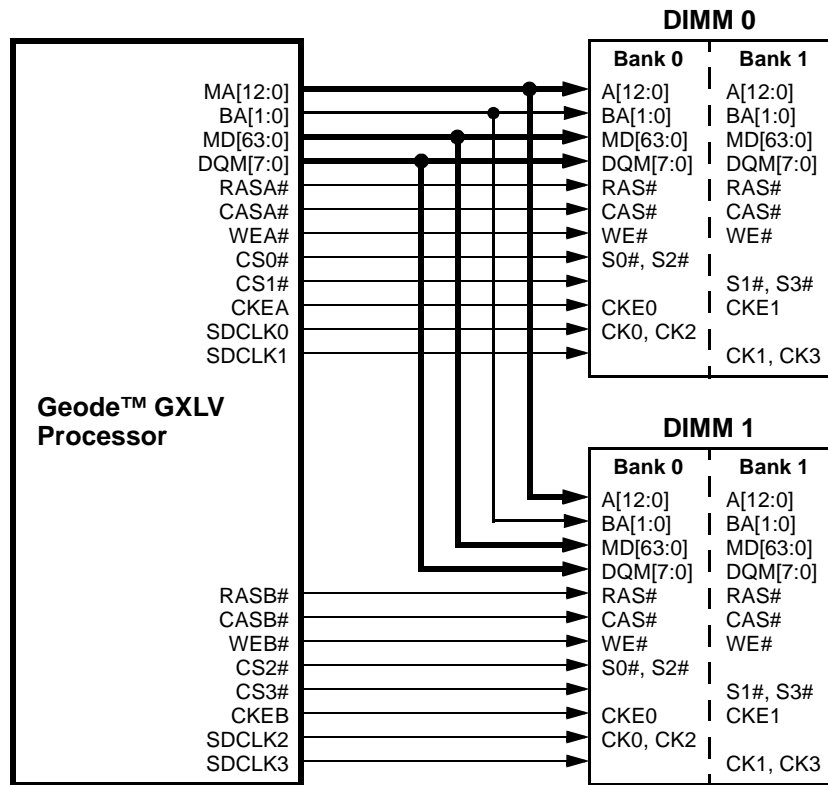 DIMM 0
Bank 0 Bank 1
MA[12:0] A[12:0] A[12:0]
BA[1:0] BA[1:0] BA[1:0]
MD[63:0] MD[63:0] MD[63:0]
DQM[7:0] DQM[7:0] DQM[7:0]
RASA# RAS# RAS#
CASA# CAS# CAS#
WEA# WE# WE#
CS0# S0#, S2#
CS1# S1#, S3#
CKEA CKE0 CKE1
SDCLK0 CK0, CK2
SDCLK1 CK1, CK3
Geode™ GXLV
Processor
DIMM 1
Bank 0 Bank 1
A[12:0] A[12:0]
BA[1:0] BA[1:0]
MD[63:0] MD[63:0]
DQM[7:0] DQM[7:0]
RASB# RAS# RAS#
CASB# CAS# CAS#
WEB# WE# WE#
CS2# S0#, S2#
CS3# S1#, S3#
CKEB CKE0 CKE1
SDCLK2 CK0, CK2
SDCLK3 CK1, CK3